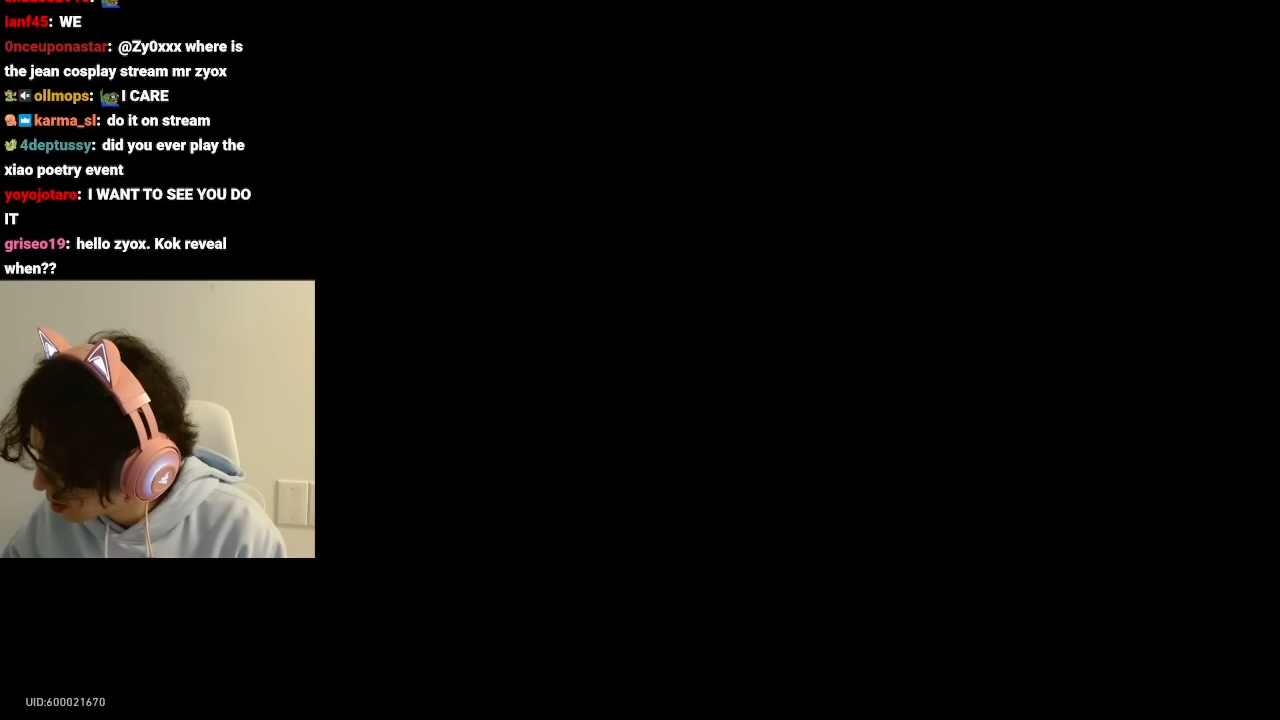 ianf45: WE
0nceuponastar: @Zy0xxx where is
the jean cosplay stream mr zyox
ollmops: I CARE
karma_sl: do it on stream
4deptussy: did you ever play the
xiao poetry event
yoyojotaro: I WANT TO SEE YOU DO
IT
griseo19: hello zyox. Kok reveal
when??
UID:600021670